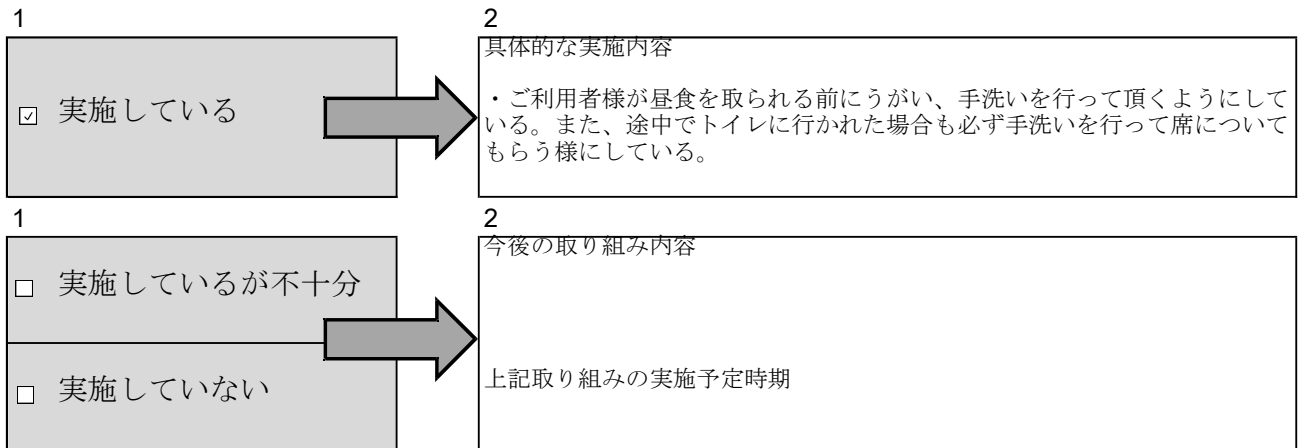 1
2
実施している
具体的な実施内容
・ご利用者様が昼食を取られる前にうがい、手洗いを行って頂くようにして
いる。また、途中でトイレに行かれた場合も必ず手洗いを行って席について
もらう様にしている。
1
2
実施しているが不十分
実施していない
今後の取り組み内容
上記取り組みの実施予定時期